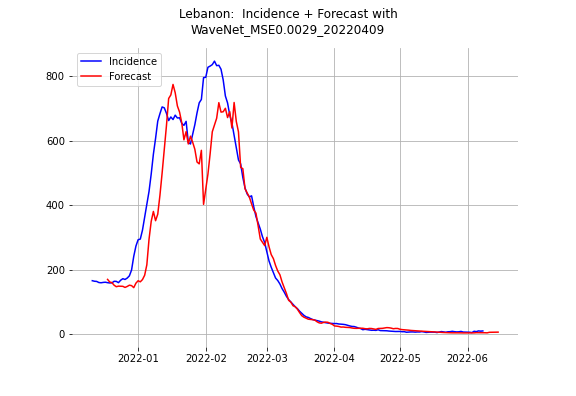 Lebanon:  Incidence + Forecast with
WaveNet_MSE0.0029_20220409
Incidence
Forecast
800
600
400
200
0
2022-01 2022-02 2022-03 2022-04 2022-05 2022-06